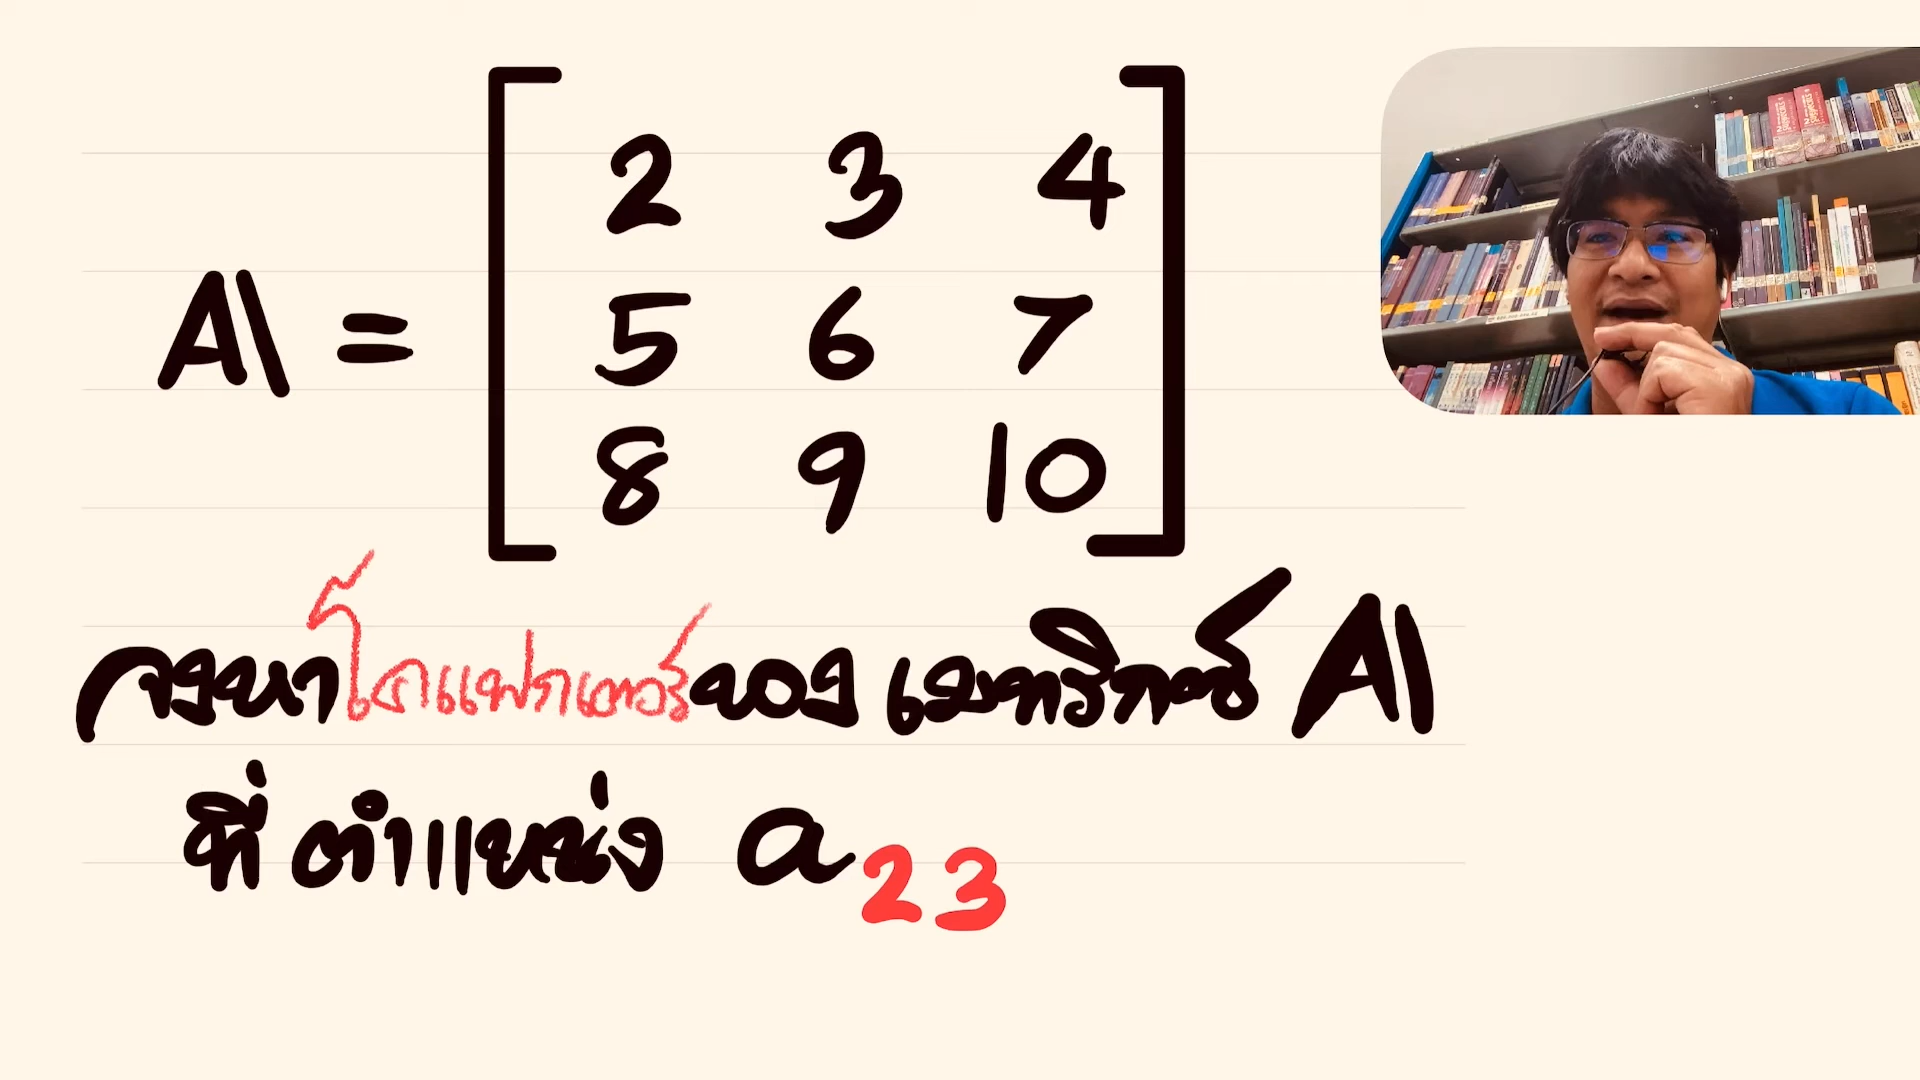 A = [ 2 3 4
5 6 7
8 9 10 ]
จงหาโคแฟกเตอร์ของ เมทริกซ์ A
ที่ ตำแหน่ง a₂₃